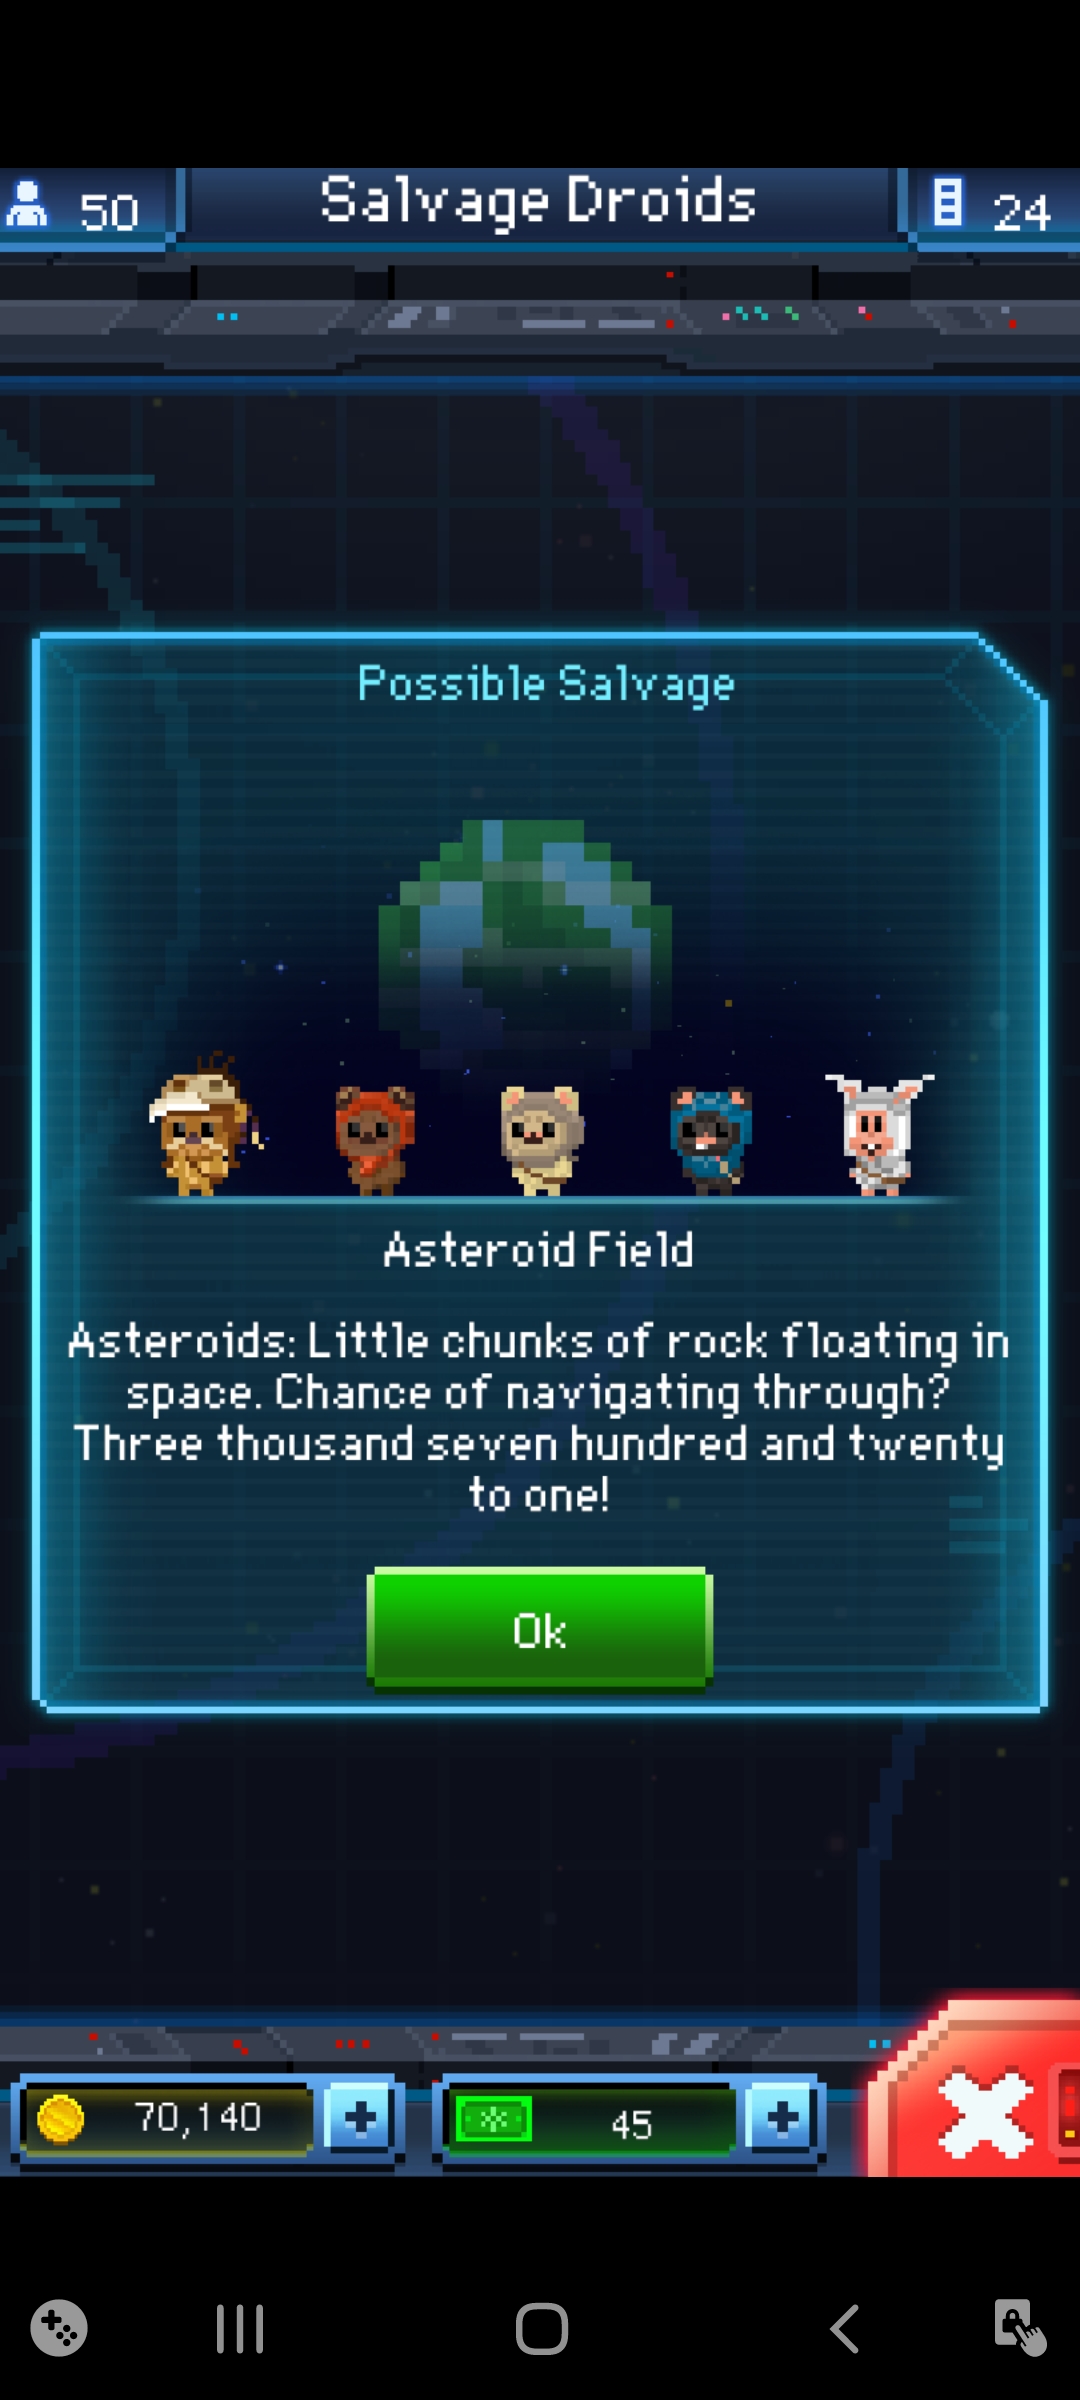 50
Salvage Droids
24
Possible Salvage
Asteroid Field
Asteroids: Little chunks of rock floating in
space. Chance of navigating through?
Three thousand seven hundred and twenty
to one!
Ok
70,140
45